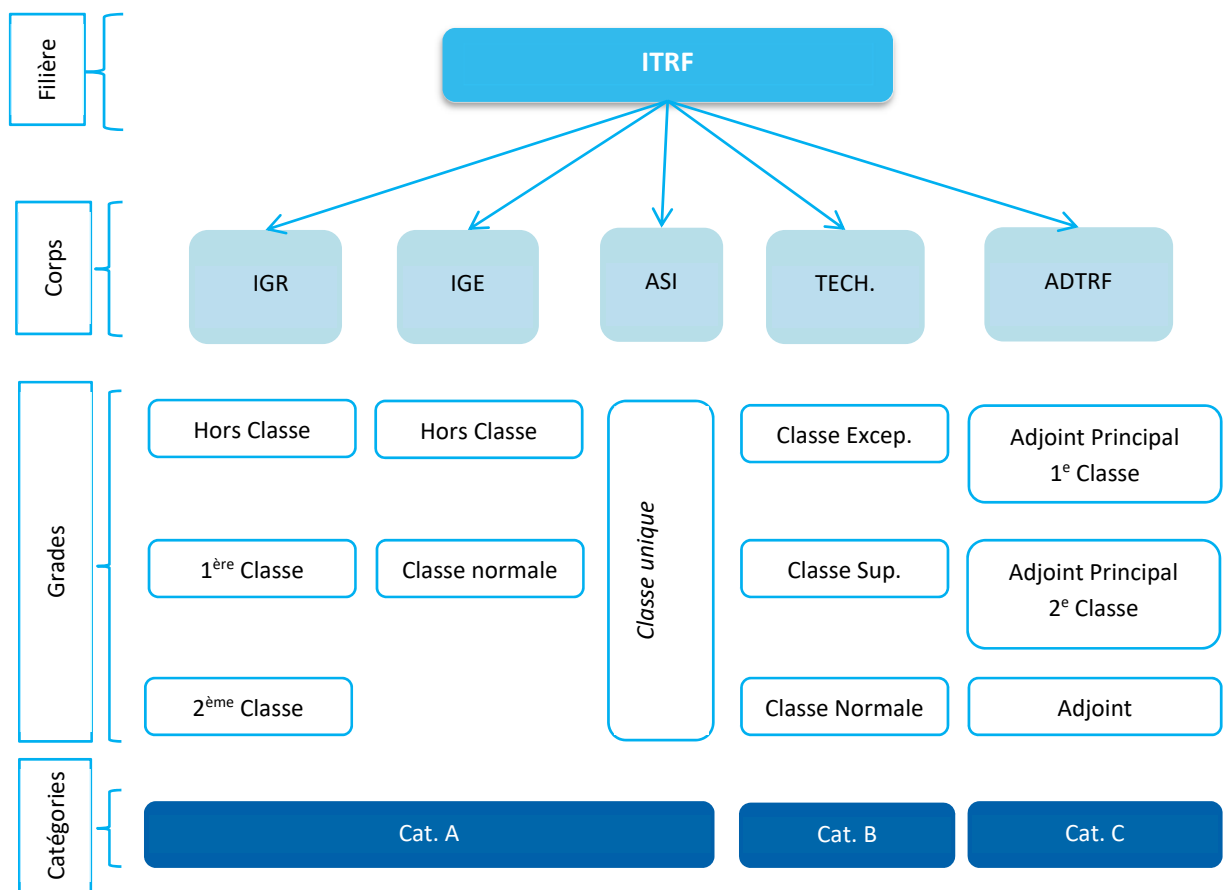 Filière
ITRF
Corps
IGR
IGE
ASI
TECH.
ADTRF
Grades
Hors Classe
Hors Classe
Classe unique
Classe Excep.
Adjoint Principal
1e Classe
1ère Classe
Classe normale
Classe Sup.
Adjoint Principal
2e Classe
2ème Classe
Classe Normale
Adjoint
Catégories
Cat. A
Cat. B
Cat. C